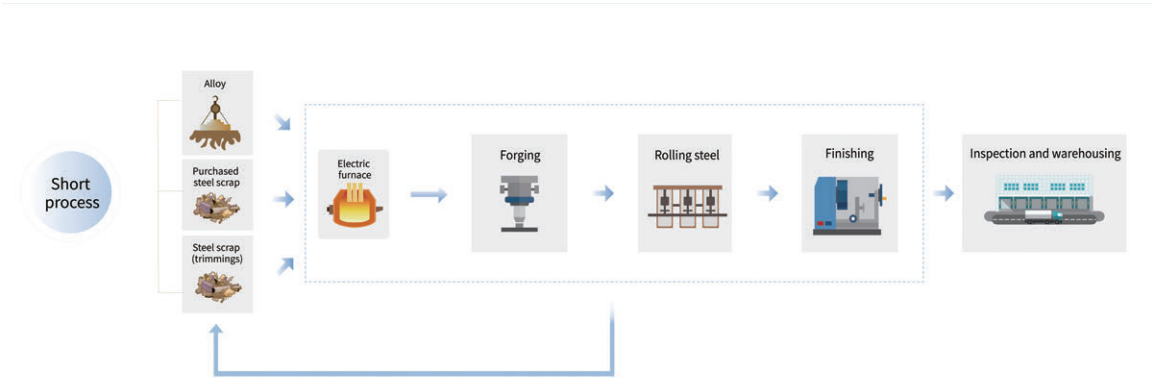 Short
process
Alloy
Purchased
steel scrap
Steel scrap
(trimmings)
Electric
furnace
Forging
Rolling steel
Finishing
Inspection and warehousing